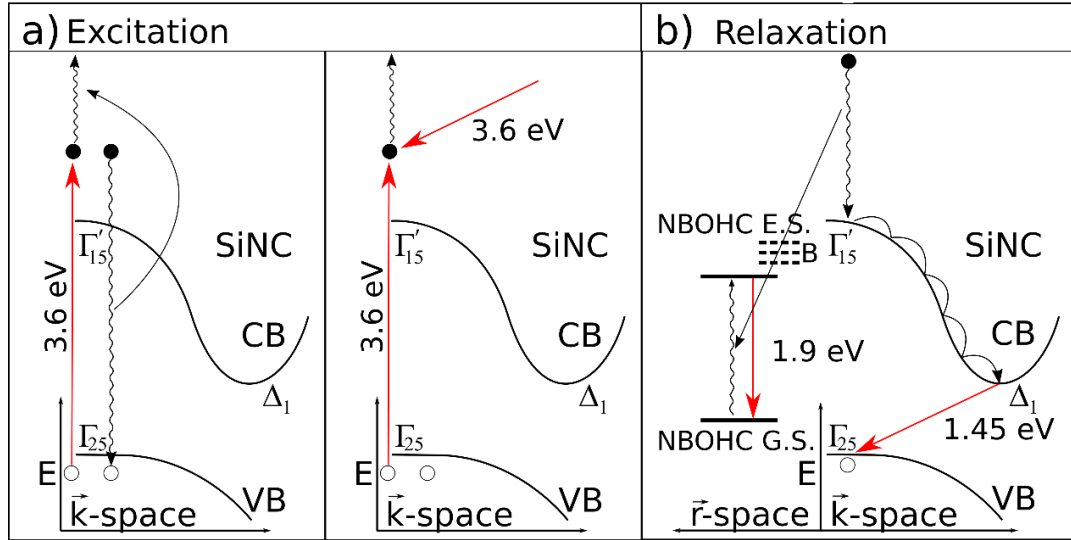 a) Excitation
3.6 eV
Γ′15
SiNC
CB
Δ1
Γ25
E
VB
k⃗-space
3.6 eV
3.6 eV
Γ′15
SiNC
CB
Δ1
Γ25
E
VB
k⃗-space
b) Relaxation
NBOHC E.S.
B
1.9 eV
NBOHC G.S.
Γ′15
SiNC
CB
Δ1
1.45 eV
Γ25
E
VB
r⃗-space
k⃗-space